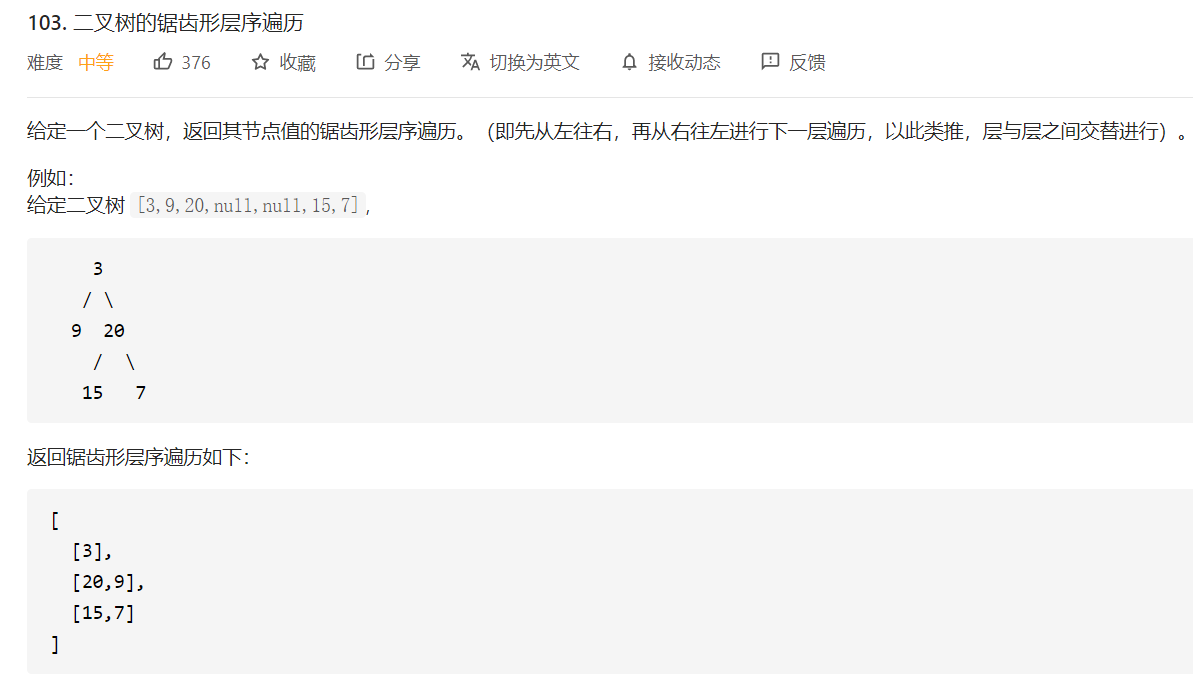 103. 二叉树的锯齿形层序遍历
难度 中等 376 收藏 分享 切换为英文 接收动态 反馈
给定一个二叉树，返回其节点值的锯齿形层序遍历。（即先从左往右，再从右往左进行下一层遍历，以此类推，层与层之间交替进行）。
例如：
给定二叉树 [3,9,20,null,null,15,7],
3
/ \
9 20
/ \
15 7
返回锯齿形层序遍历如下：
[
[3],
[20,9],
[15,7]
]